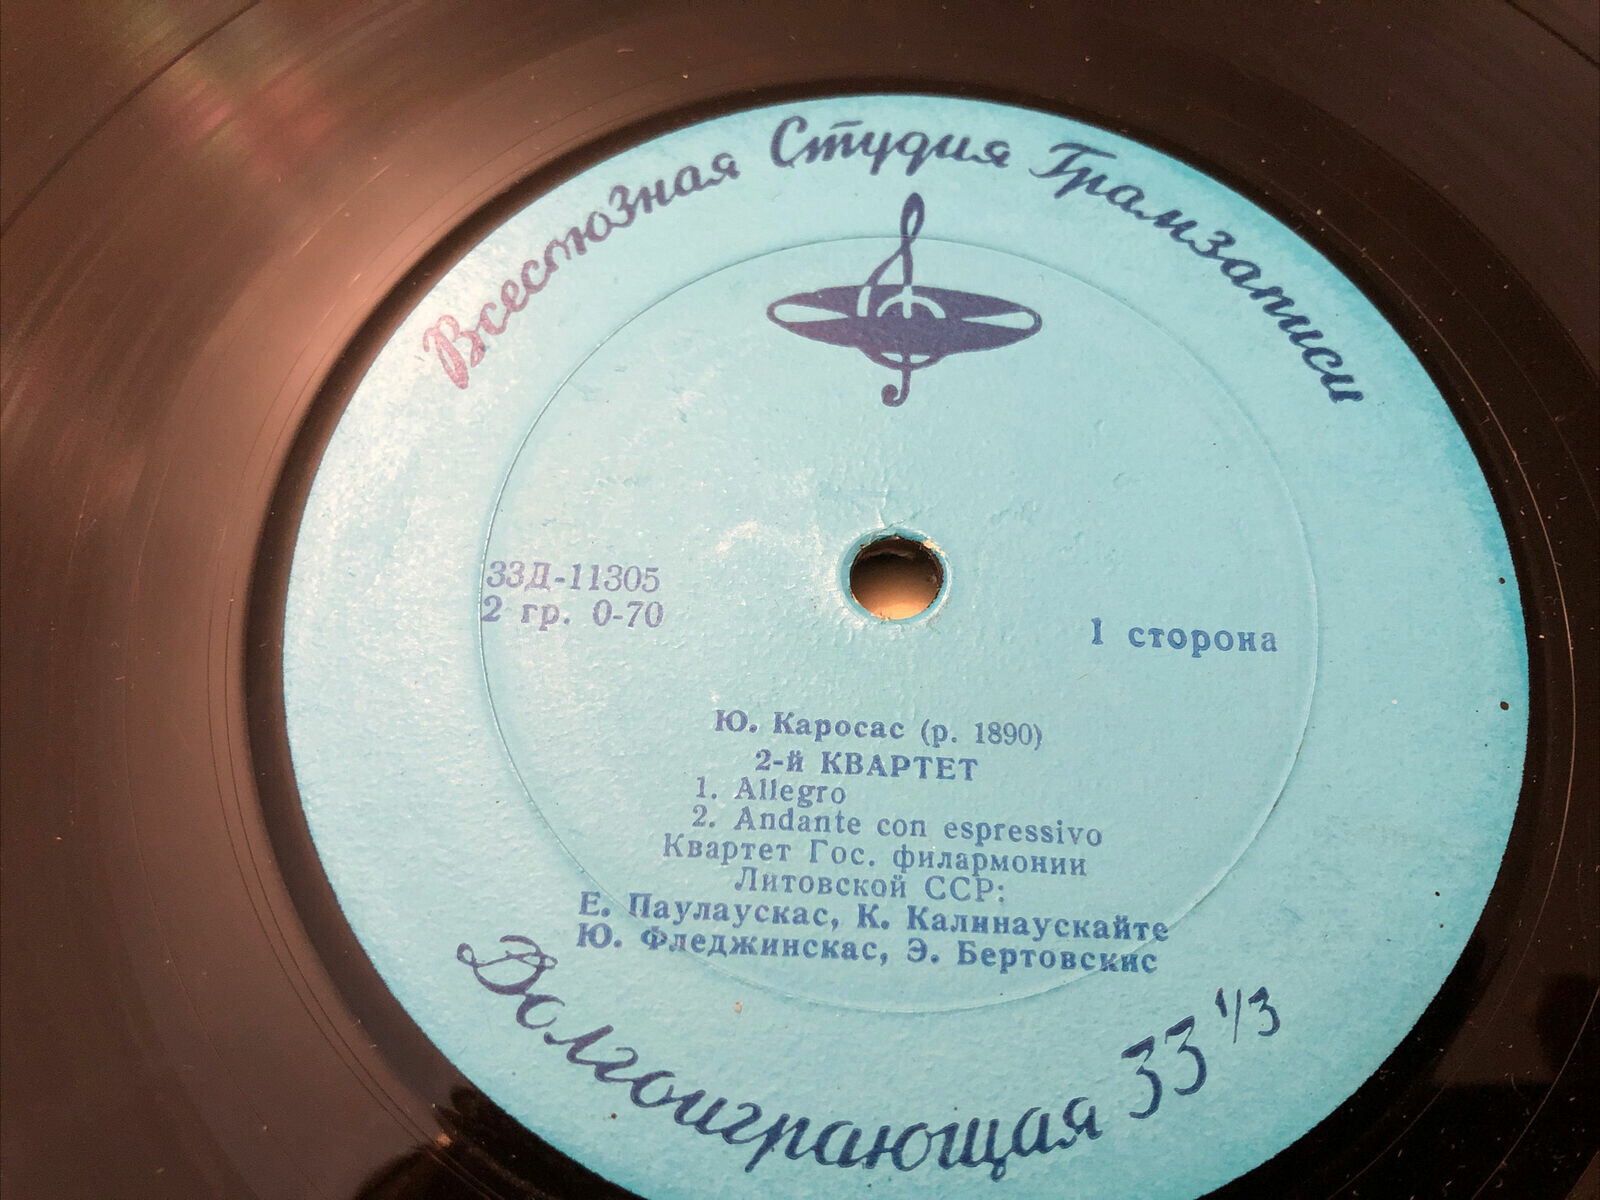 Всесоюзная Студия Грамзаписи
33Д-11305
2 гр. 0-70
1 сторона
Ю. Каросас (р. 1890)
2-й КВАРТЕТ
1. Allegro
2. Andante con espressivo
Квартет Гос. филармонии
Литовской ССР:
Е. Паулаускас, К. Калинаускайте
Ю. Фледжинскас, Э. Бертовскис
Долгоиграющая 33 1/3